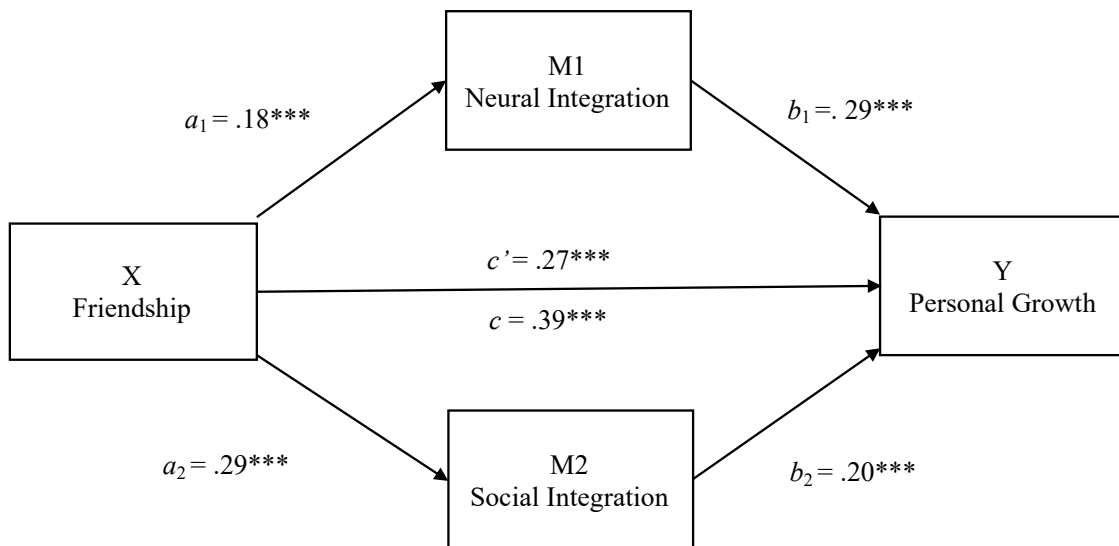 M1
Neural Integration
a₁ = .18***
b₁ =. 29***
X
Friendship
c’ = .27***
c = .39***
Y
Personal Growth
a₂ = .29***
M2
Social Integration
b₂ = .20***